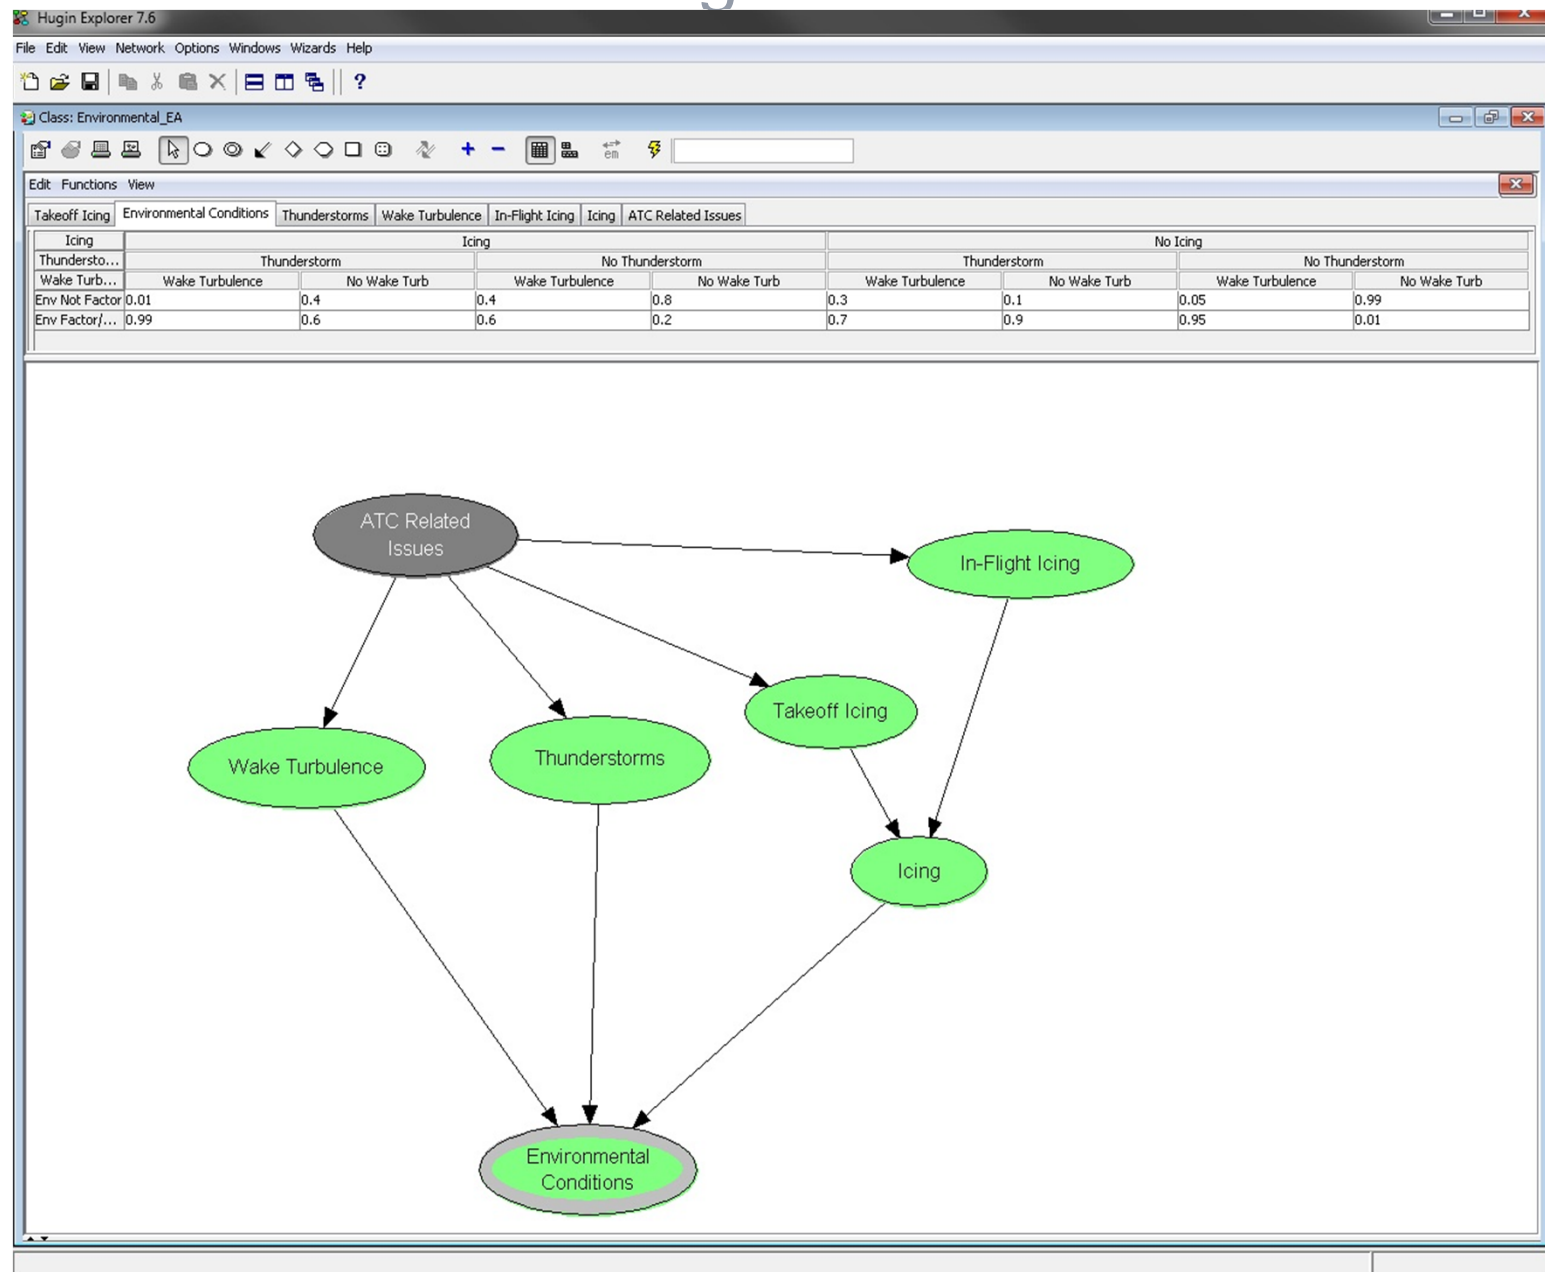 Hugin Explorer 7.6
File Edit View Network Options Windows Wizards Help
?
Class: Environmental_EA
em
Edit Functions View
Takeoff Icing Environmental Conditions Thunderstorms Wake Turbulence In-Flight Icing Icing ATC Related Issues
Icing Icing No Icing
Thundersto... Thunderstorm No Thunderstorm Thunderstorm No Thunderstorm
Wake Turb... Wake Turbulence No Wake Turb Wake Turbulence No Wake Turb Wake Turbulence No Wake Turb Wake Turbulence No Wake Turb
Env Not Factor 0.01 0.4 0.4 0.8 0.3 0.1 0.05 0.99
Env Factor/... 0.99 0.6 0.6 0.2 0.7 0.9 0.95 0.01
ATC Related
Issues
In-Flight Icing
Takeoff Icing
Wake Turbulence
Thunderstorms
Icing
Environmental
Conditions